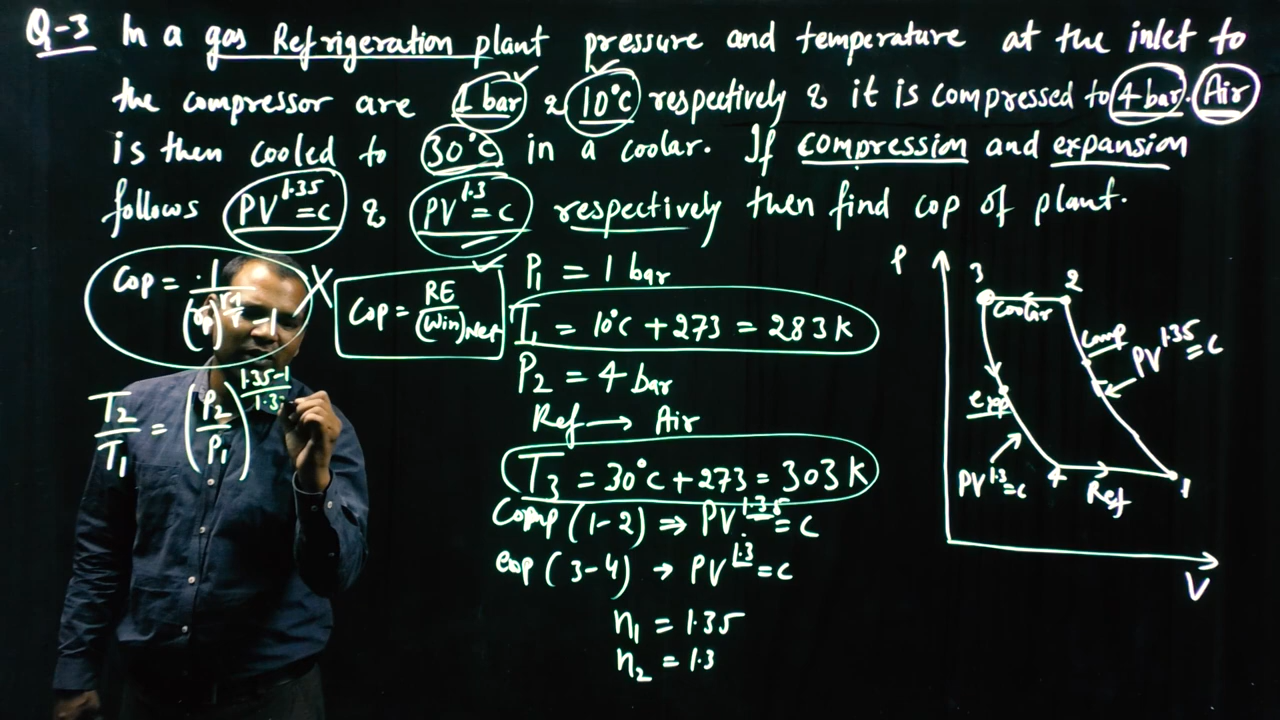 Q-3 In a gas Refrigeration plant pressure and temperature at the inlet to
the compressor are 1 bar & 10°C respectively & it is compressed to 4 bar. Air
is then cooled to 30°C in a coolar. If compression and expansion
follows PV^1.35 = C & PV^1.3 = C respectively then find cop of plant.
Cop = 1
-1
X
Cop = RE/(Win)Net
T2/T1 = (P2/P1)^(1.35-1)/1.3
P1 = 1 bar
T1 = 10°C + 273 = 283 K
P2 = 4 bar
Ref → Air
T3 = 30°C + 273 = 303 K
Comp (1-2) ⇒ PV^1.35 = C
exp (3-4) → PV^1.3 = C
n1 = 1.35
n2 = 1.3
P
3
2
Coolar
Comp
PV^1.35 = C
exp
PV^1.3 = C
4
Ref
1
V